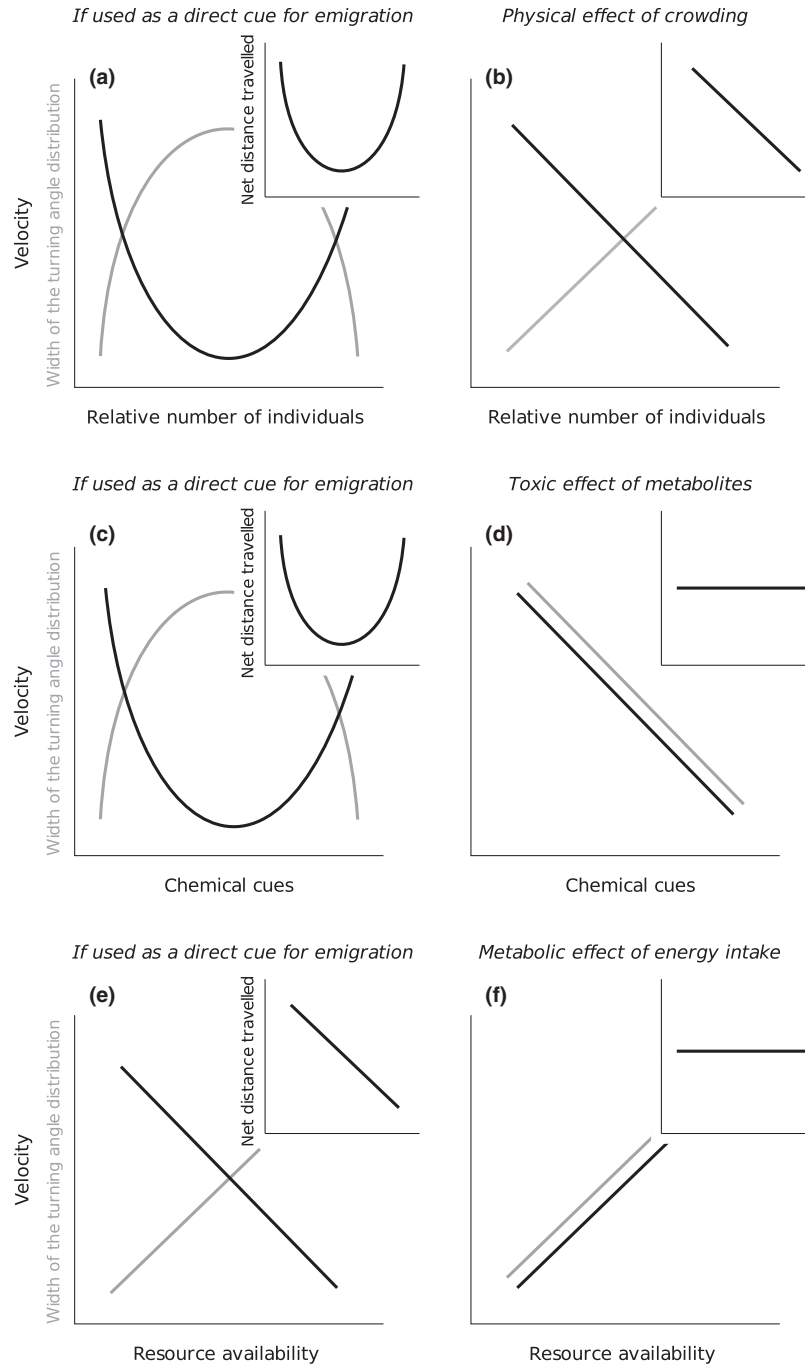 If used as a direct cue for emigration
Physical effect of crowding
(a)
Velocity
Width of the turning angle distribution
Net distance travelled
Relative number of individuals
(b)
Relative number of individuals
If used as a direct cue for emigration
Toxic effect of metabolites
(c)
Velocity
Width of the turning angle distribution
Net distance travelled
Chemical cues
(d)
Chemical cues
If used as a direct cue for emigration
Metabolic effect of energy intake
(e)
Velocity
Width of the turning angle distribution
Net distance travelled
Resource availability
(f)
Resource availability